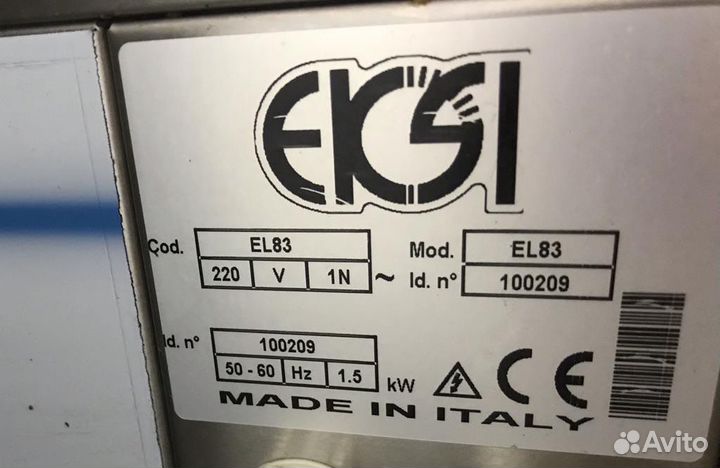 EKSI
Cod. EL83 Mod. EL83
220 V 1N ~ Id. n° 100209
Id. n° 100209
50 - 60 Hz 1.5 kW CE
MADE IN ITALY
Avito